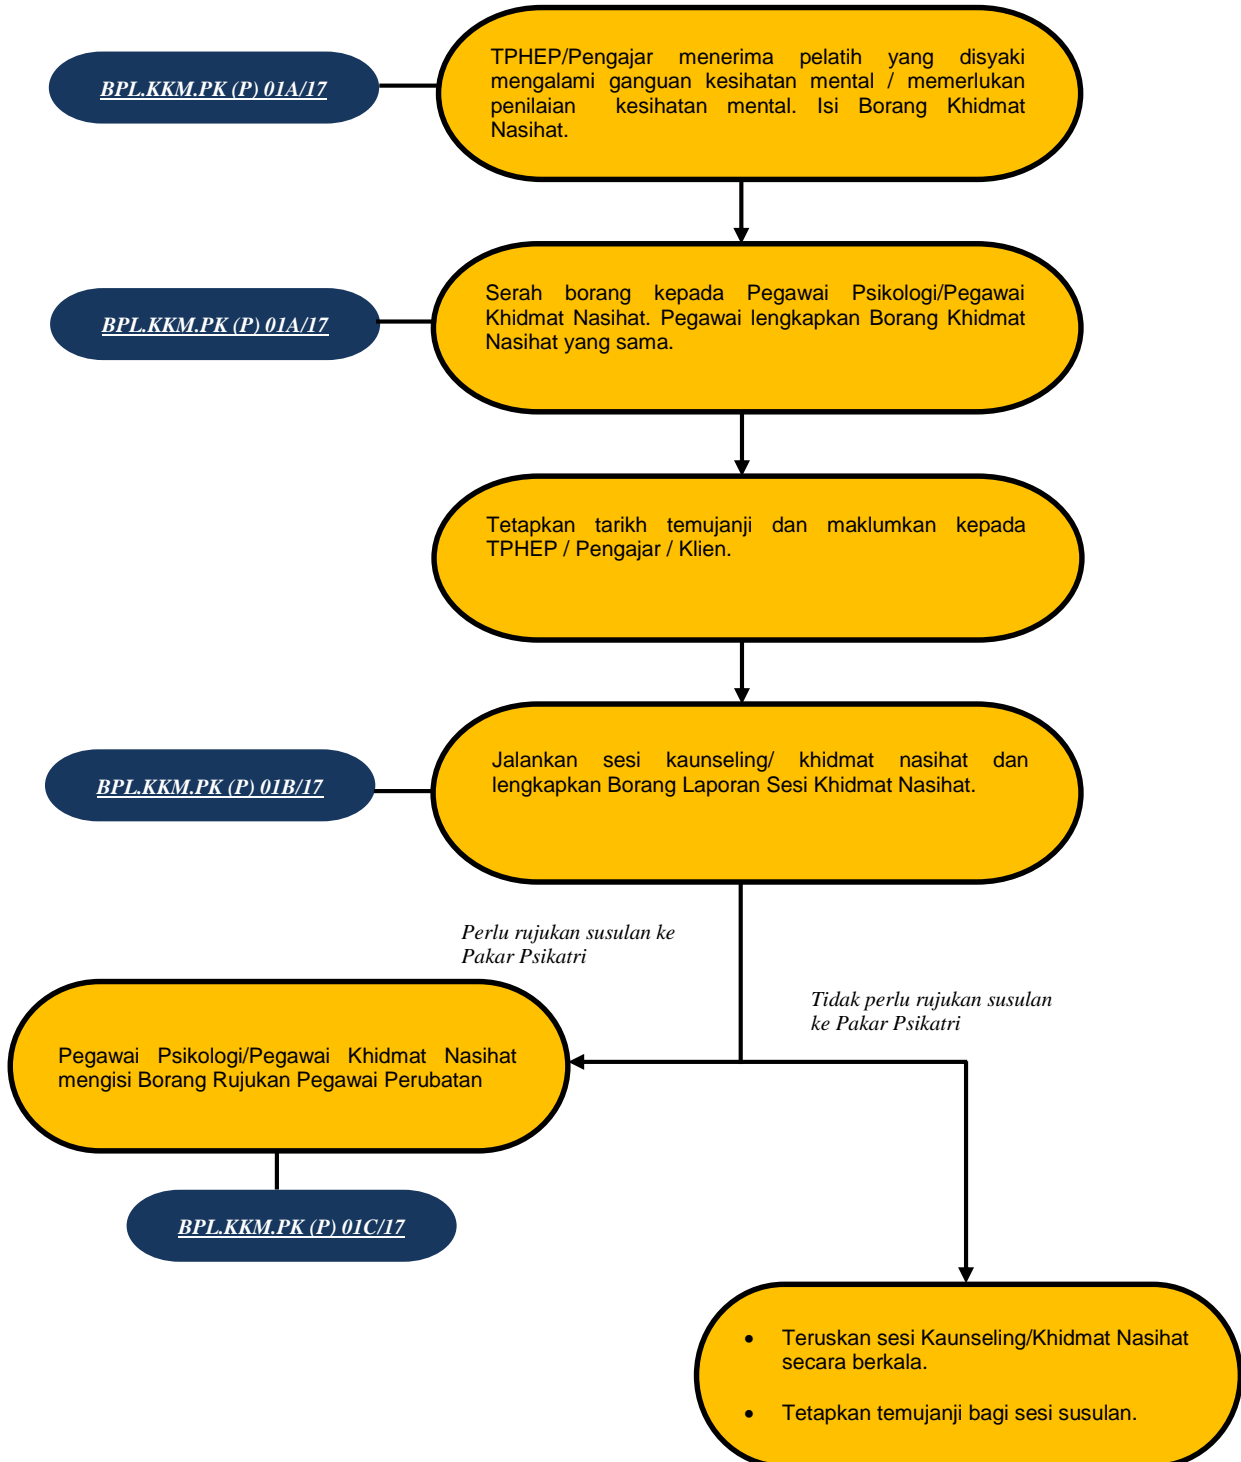 TPHEP/Pengajar menerima pelatih yang disyaki
mengalami ganguan kesihatan mental / memerlukan
penilaian kesihatan mental. Isi Borang Khidmat
Nasihat.
BPL.KKM.PK (P) 01A/17
Serah borang kepada Pegawai Psikologi/Pegawai
Khidmat Nasihat. Pegawai lengkapkan Borang Khidmat
Nasihat yang sama.
BPL.KKM.PK (P) 01A/17
Tetapkan tarikh temujanji dan maklumkan kepada
TPHEP / Pengajar / Klien.
Jalankan sesi kaunseling/ khidmat nasihat dan
lengkapkan Borang Laporan Sesi Khidmat Nasihat.
BPL.KKM.PK (P) 01B/17
Perlu rujukan susulan ke
Pakar Psikatri
Tidak perlu rujukan susulan
ke Pakar Psikatri
Pegawai Psikologi/Pegawai Khidmat Nasihat
mengisi Borang Rujukan Pegawai Perubatan
BPL.KKM.PK (P) 01C/17
• Teruskan sesi Kaunseling/Khidmat Nasihat
secara berkala.
• Tetapkan temujanji bagi sesi susulan.